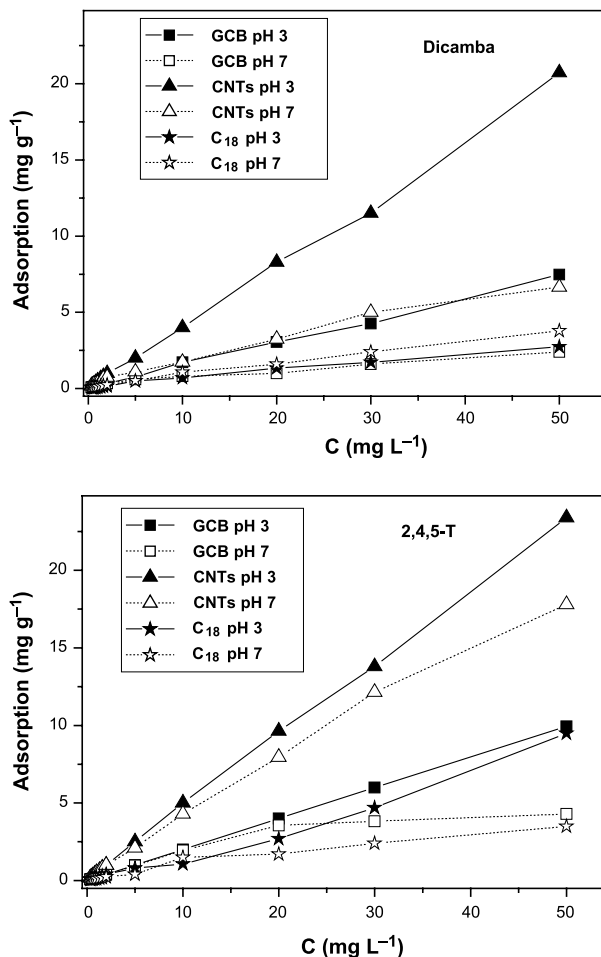 GCB pH 3
GCB pH 7
CNTs pH 3
CNTs pH 7
C₁₈ pH 3
C₁₈ pH 7
Dicamba
Adsorption (mg g⁻¹)
20
15
10
5
0
0 10 20 30 40 50
C (mg L⁻¹)
GCB pH 3
GCB pH 7
CNTs pH 3
CNTs pH 7
C₁₈ pH 3
C₁₈ pH 7
2,4,5-T
Adsorption (mg g⁻¹)
20
15
10
5
0
0 10 20 30 40 50
C (mg L⁻¹)